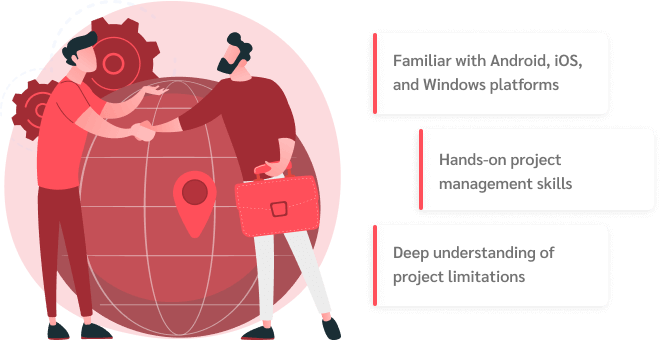 Familiar with Android, iOS,
and Windows platforms
Hands-on project
management skills
Deep understanding of
project limitations